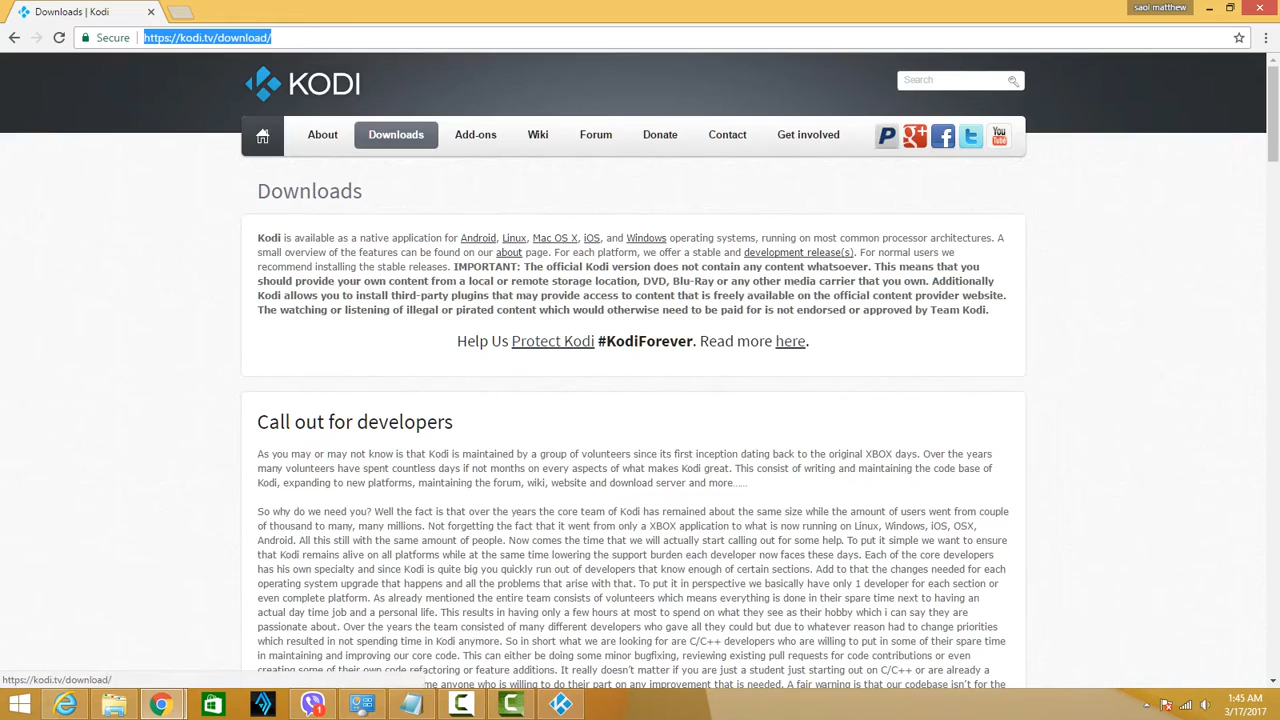 Downloads | Kodi
saol matthew
Secure
https://kodi.tv/download/
KODI
Search
About Downloads Add-ons Wiki Forum Donate Contact Get involved
You Tube
Downloads
Kodi is available as a native application for Android, Linux, Mac OS X, iOS, and Windows operating systems, running on most common processor architectures. A
small overview of the features can be found on our about page. For each platform, we offer a stable and development release(s). For normal users we
recommend installing the stable releases. IMPORTANT: The official Kodi version does not contain any content whatsoever. This means that you
should provide your own content from a local or remote storage location, DVD, Blu-Ray or any other media carrier that you own. Additionally
Kodi allows you to install third-party plugins that may provide access to content that is freely available on the official content provider website.
The watching or listening of illegal or pirated content which would otherwise need to be paid for is not endorsed or approved by Team Kodi.
Help Us Protect Kodi #KodiForever. Read more here.
Call out for developers
As you may or may not know is that Kodi is maintained by a group of volunteers since its first inception dating back to the original XBOX days. Over the years
many volunteers have spent countless days if not months on every aspects of what makes Kodi great. This consist of writing and maintaining the code base of
Kodi, expanding to new platforms, maintaining the forum, wiki, website and download server and more......
So why do we need you? Well the fact is that over the years the core team of Kodi has remained about the same size while the amount of users went from couple
of thousand to many, many millions. Not forgetting the fact that it went from only a XBOX application to what is now running on Linux, Windows, iOS, OSX,
Android. All this still with the same amount of people. Now comes the time that we will actually start calling out for some help. To put it simple we want to ensure
that Kodi remains alive on all platforms while at the same time lowering the support burden each developer now faces these days. Each of the core developers
has his own specialty and since Kodi is quite big you quickly run out of developers that know enough of certain sections. Add to that the changes needed for each
operating system upgrade that happens and all the problems that arise with that. To put it in perspective we basically have only 1 developer for each section or
even complete platform. As already mentioned the entire team consists of volunteers which means everything is done in their spare time next to having an
actual day time job and a personal life. This results in having only a few hours at most to spend on what they see as their hobby which i can say they are
passionate about. Over the years the team consisted of many different developers who gave all they could but due to whatever reason had to change priorities
which resulted in not spending time in Kodi anymore. So in short what we are looking for are C/C++ developers who are willing to put in some of their spare time
in maintaining and improving our core code. This can either be doing some minor bugfixing, reviewing existing pull requests for code contributions or even
creating some of their own code refactoring or feature additions. It really doesn't matter if you are just a student just starting out on C/C++ or are already a
https://kodi.tv/download/
me anyone who is willing to do their part on any improvement that is needed. A fair warning is that our codebase isn't for the
1
1:45 AM
3/17/2017